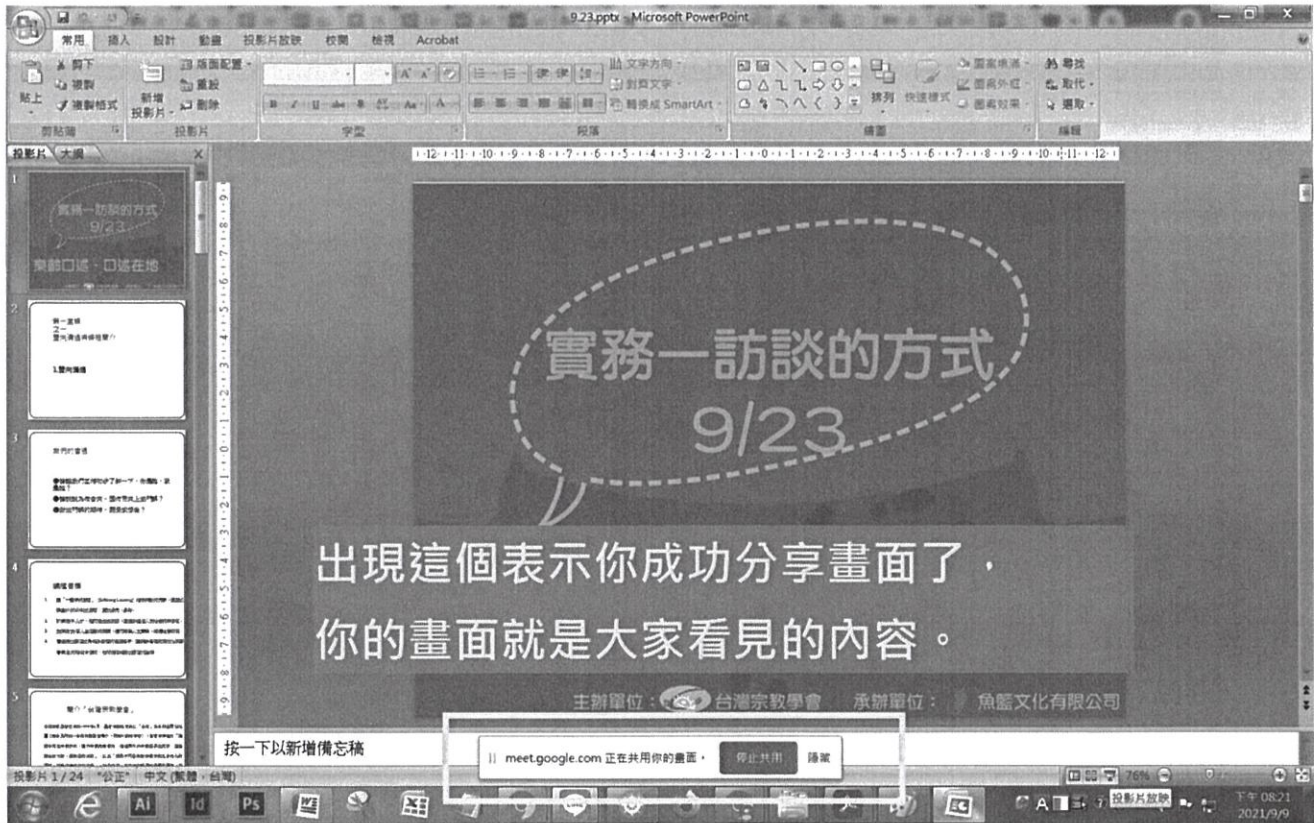 9.23.pptx - Microsoft PowerPoint
常用 插入 設計 動畫 投影片放映 校閱 檢視 Acrobat
剪下
複製
複製格式
貼上
新增
投影片
版面配置
重設
刪除
文字方向
對齊文字
轉換成 SmartArt
排列
快速樣式
圖案填滿
圖案外框
圖案效果
尋找
取代
選取
剪貼簿 投影片 字型 段落 繪圖 編輯
投影片 大綱
1
實務一訪談的方式
9/23
2
3
4
5
實務一訪談的方式
9/23
出現這個表示你成功分享畫面了，
你的畫面就是大家看見的內容。
主辦單位： 台灣宗教學會 承辦單位： 魚籃文化有限公司
按一下以新增備忘稿
meet.google.com 正在共用你的畫面。 停止共用 隱藏
投影片 1 / 24 "公正" 中文 (繁體，台灣) 76%
Ai Id Ps
投影片放映
下午 08:21
2021/9/9